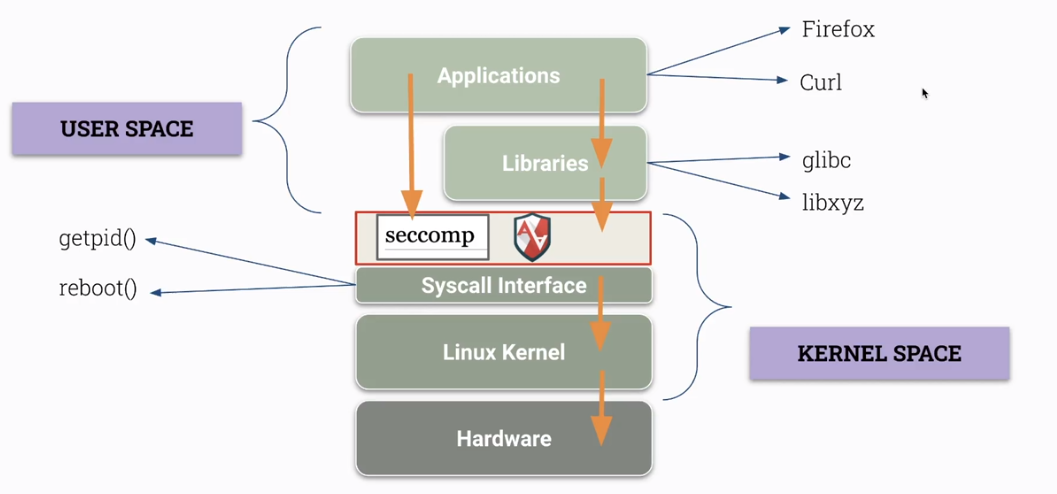 Applications
Firefox
Curl
USER SPACE
Libraries
glibc
libxyz
seccomp
getpid()
reboot()
Syscall Interface
Linux Kernel
KERNEL SPACE
Hardware